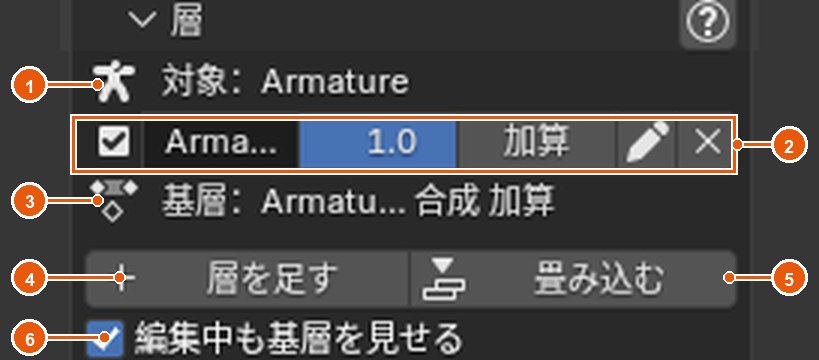 層 ?
1 対象: Armature
Arma... 1.0 加算 2
3 基層: Armatu... 合成 加算
4 層を足す 畳み込む 5
6 編集中も基層を見せる